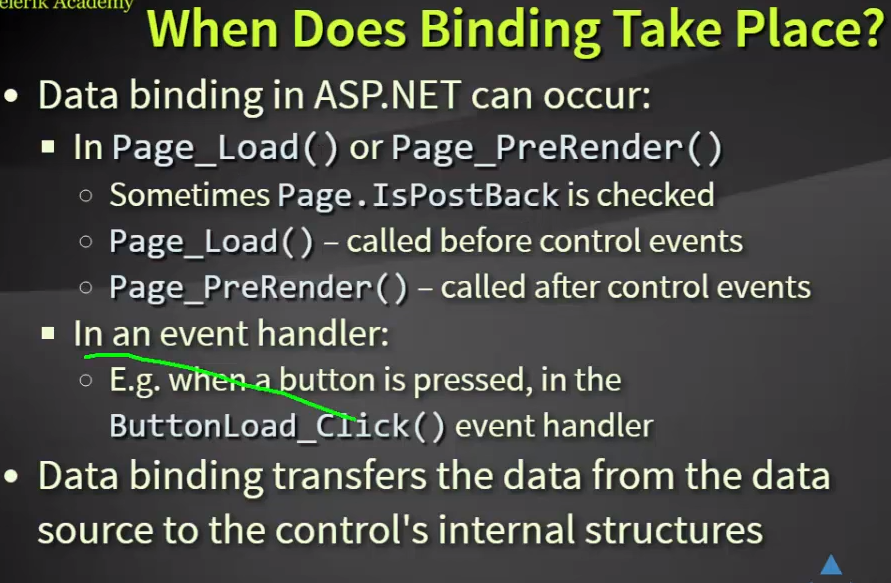 Academy
When Does Binding Take Place?
• Data binding in ASP.NET can occur:
▪ In Page_Load() or Page_PreRender()
○ Sometimes Page.IsPostBack is checked
○ Page_Load() – called before control events
○ Page_PreRender() – called after control events
▪ In an event handler:
○ E.g. when a button is pressed, in the
ButtonLoad_Click() event handler
• Data binding transfers the data from the data
source to the control's internal structures